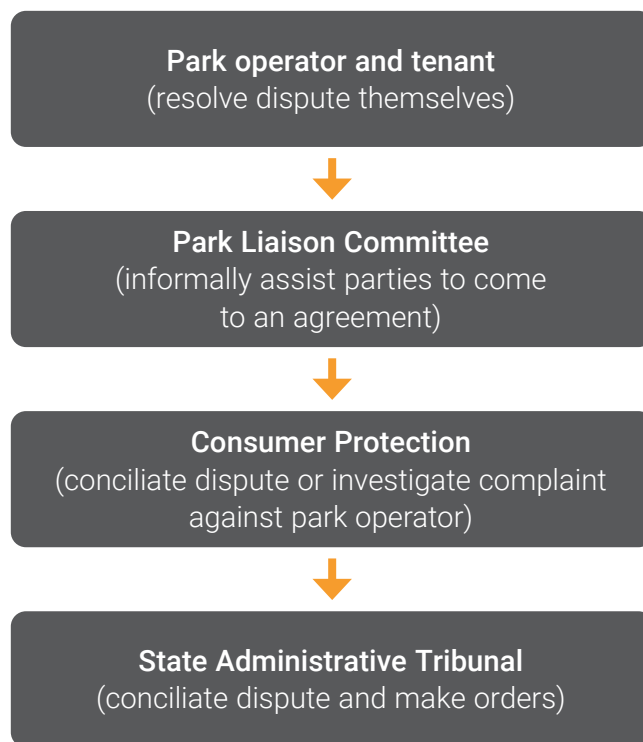 Park operator and tenant
(resolve dispute themselves)
Park Liaison Committee
(informally assist parties to come
to an agreement)
Consumer Protection
(conciliate dispute or investigate complaint
against park operator)
State Administrative Tribunal
(conciliate dispute and make orders)